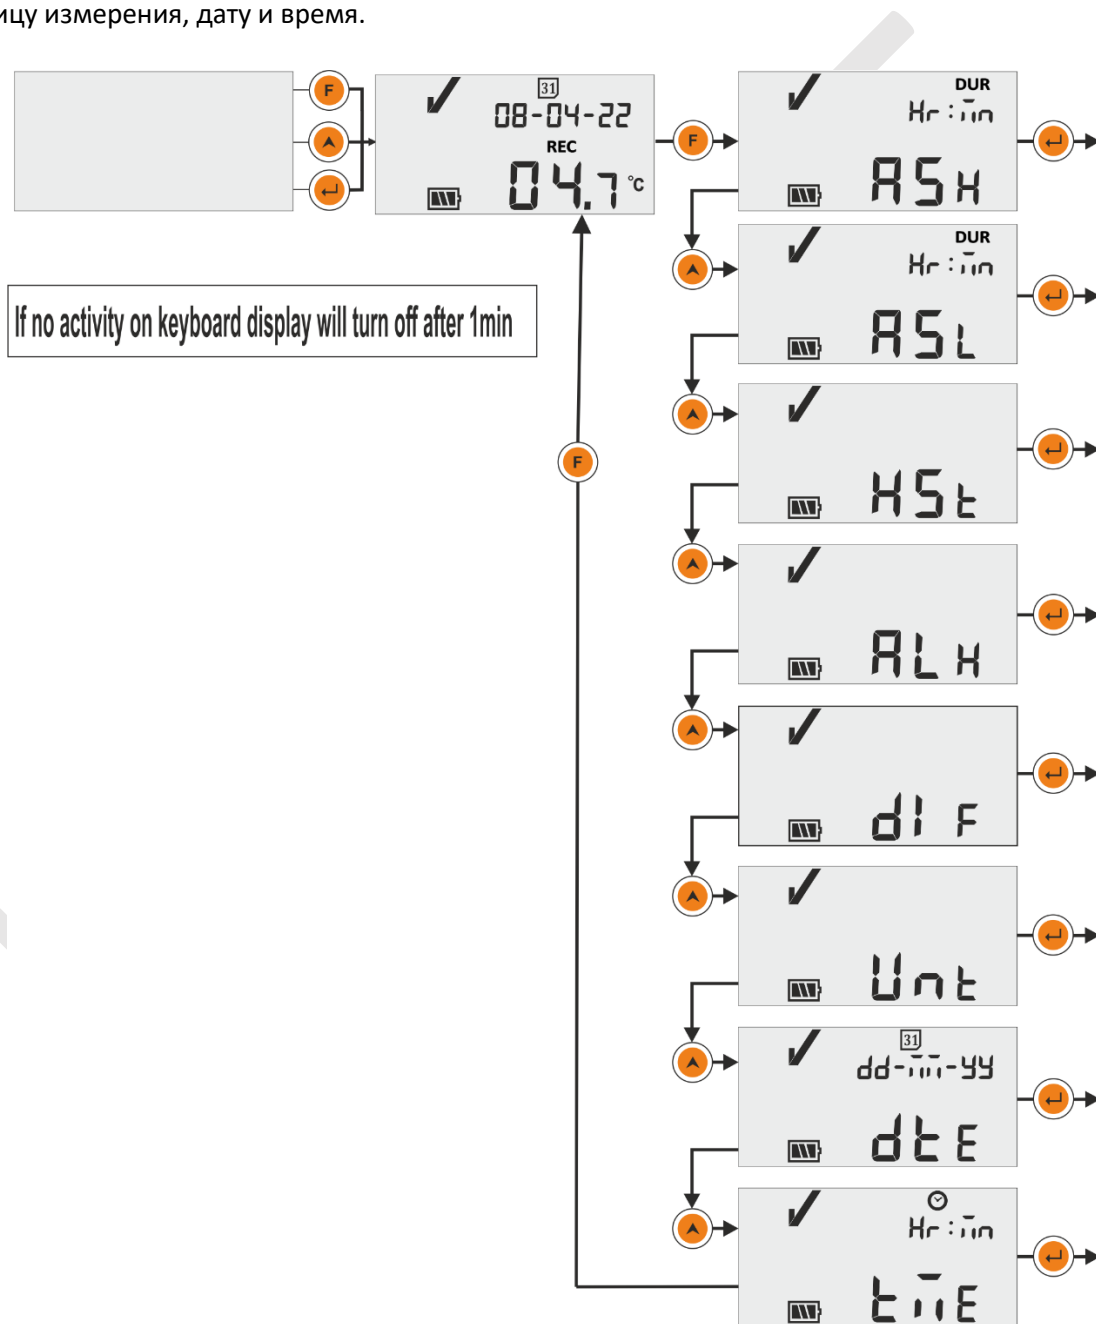 ицу измерения, дату и время.
F
31
08-04-22
REC
04.7 °C
F
DUR
Hr:mn
ASH
DUR
Hr:mn
ASL
If no activity on keyboard display will turn off after 1min
HSt
F
ALH
dIF
Unt
31
dd-mm-yy
dtE
Hr:mn
tmE